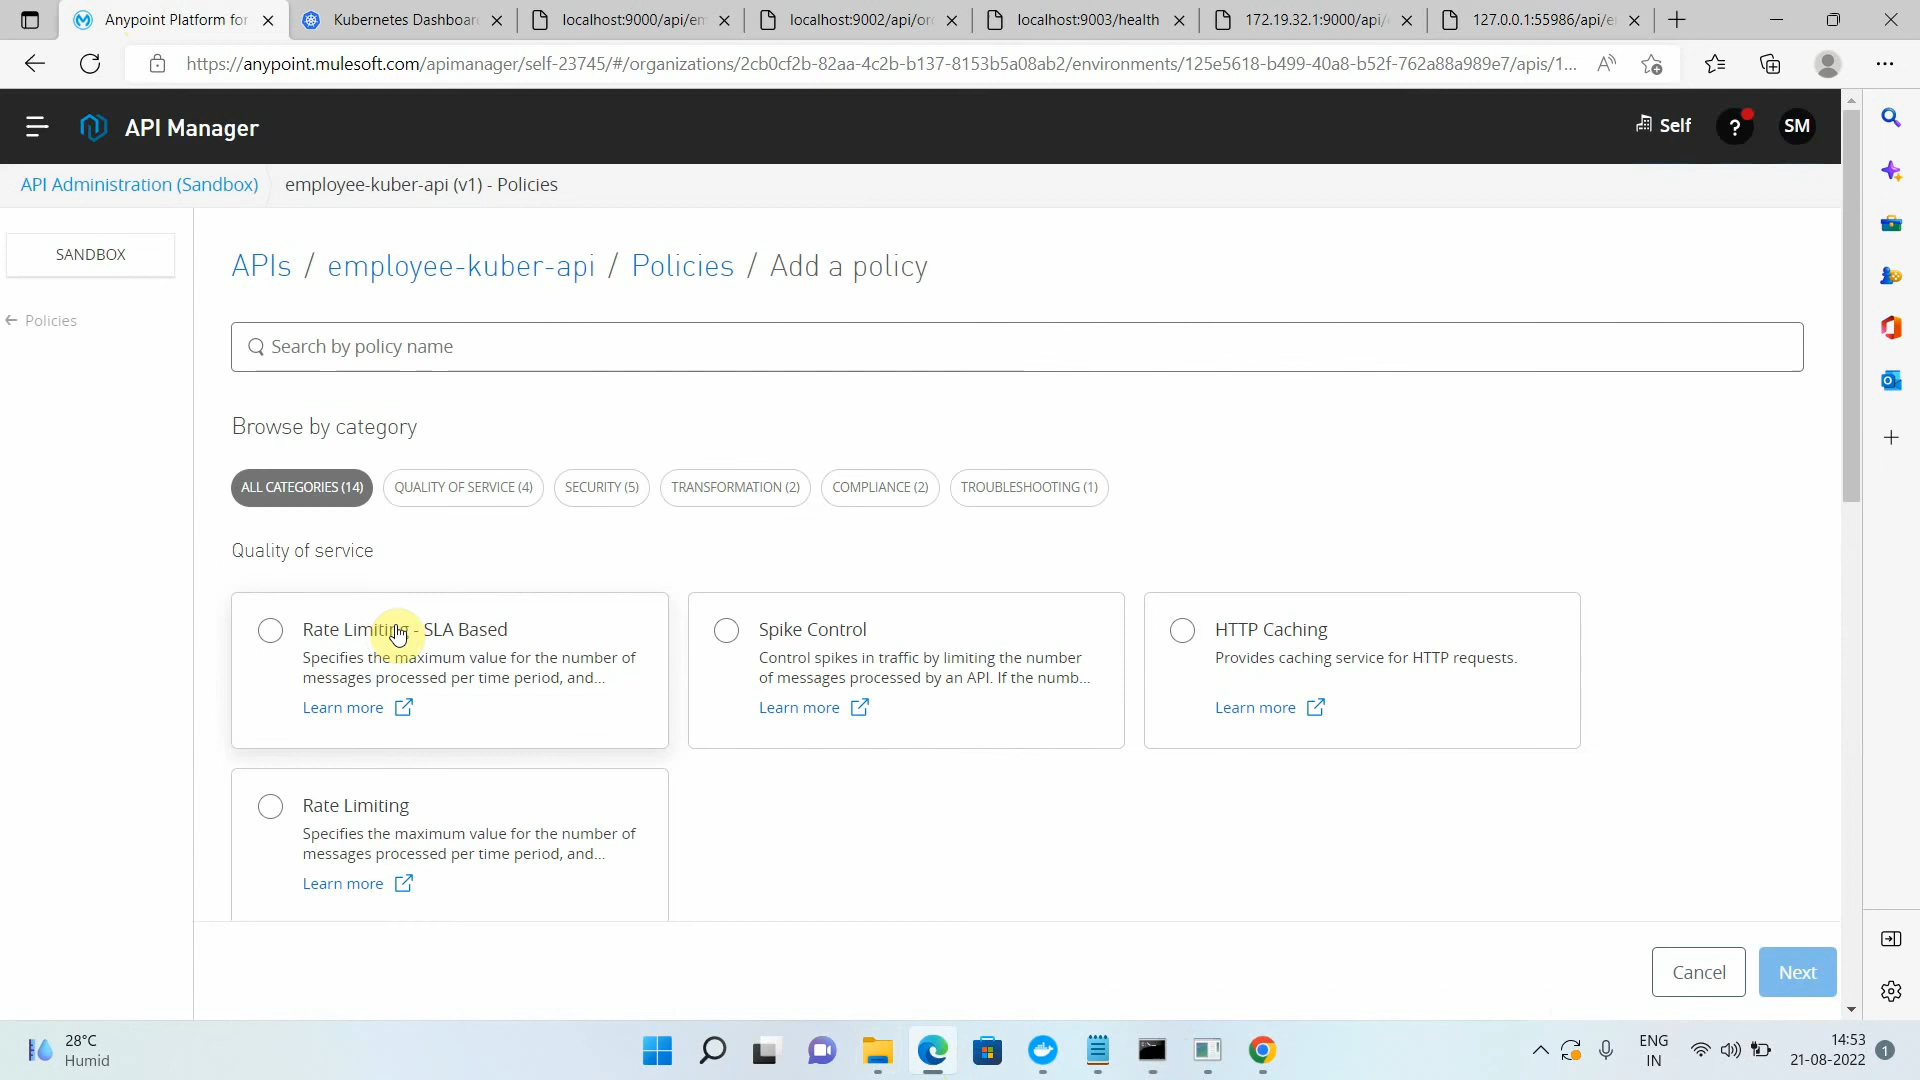 Anypoint Platform for
Kubernetes Dashboar
localhost:9000/api/em
localhost:9002/api/or
localhost:9003/health
172.19.32.1:9000/api/
127.0.0.1:55986/api/e
https://anypoint.mulesoft.com/apimanager/self-23745/#/organizations/2cb0cf2b-82aa-4c2b-b137-8153b5a08ab2/environments/125e5618-b499-40a8-b52f-762a88a989e7/apis/1...
API Manager
Self
?
SM
API Administration (Sandbox)
employee-kuber-api (v1) - Policies
SANDBOX
Policies
APIs / employee-kuber-api / Policies / Add a policy
Search by policy name
Browse by category
ALL CATEGORIES (14)
QUALITY OF SERVICE (4)
SECURITY (5)
TRANSFORMATION (2)
COMPLIANCE (2)
TROUBLESHOOTING (1)
Quality of service
Rate Limiting - SLA Based
Specifies the maximum value for the number of
messages processed per time period, and...
Learn more
Spike Control
Control spikes in traffic by limiting the number
of messages processed by an API. If the numb...
Learn more
HTTP Caching
Provides caching service for HTTP requests.
Learn more
Rate Limiting
Specifies the maximum value for the number of
messages processed per time period, and...
Learn more
Cancel
Next
28°C
Humid
ENG
IN
14:53
21-08-2022
1